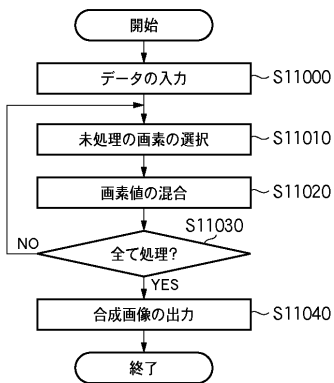 開始
データの入力 S11000
未処理の画素の選択 S11010
画素値の混合 S11020
S11030
全て処理?
NO
YES
合成画像の出力 S11040
終了